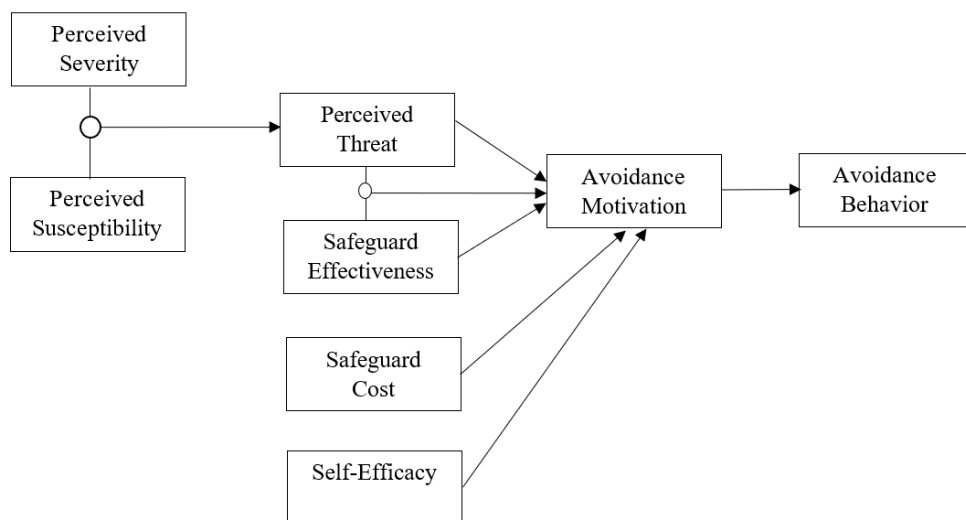 Perceived
Severity
Perceived
Susceptibility
Perceived
Threat
Safeguard
Effectiveness
Safeguard
Cost
Self-Efficacy
Avoidance
Motivation
Avoidance
Behavior